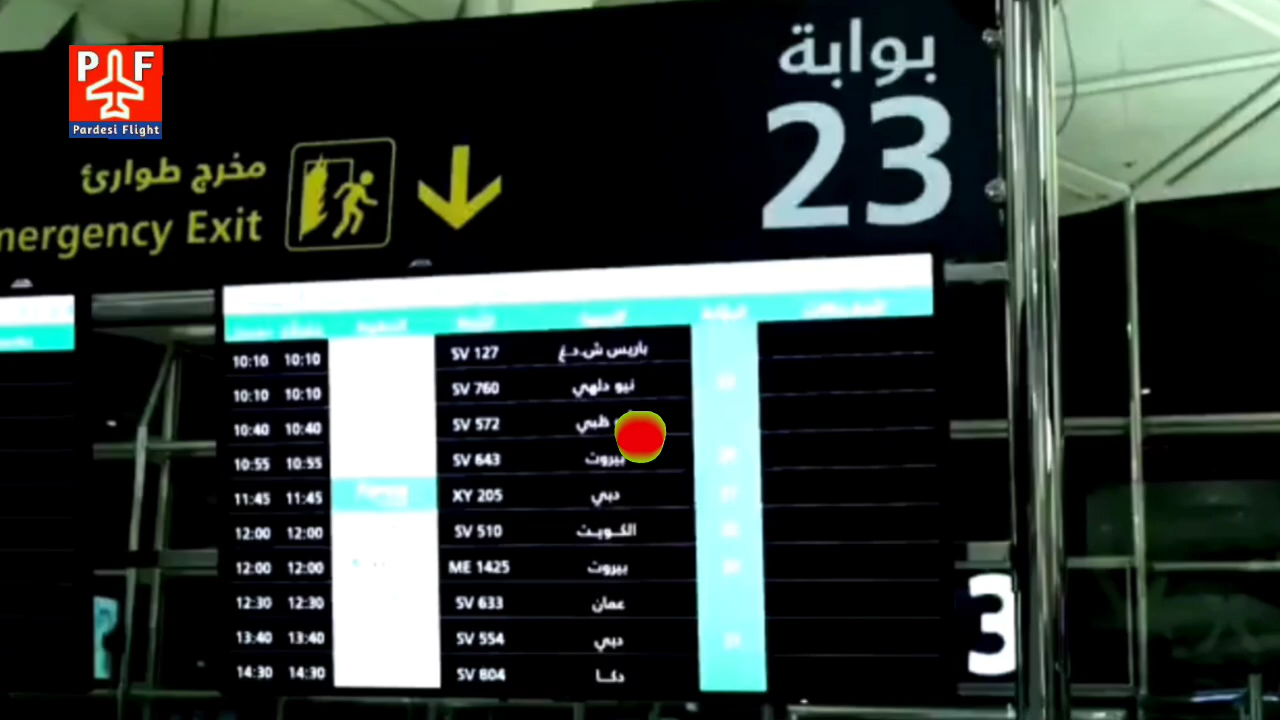 P F
Pardesi Flight
بوابة
23
مخرج طوارئ
Emergency Exit
10:10 10:10 SV 127 باريس ش.د.غ
10:10 10:10 SV 760 نيو دلهي
10:40 10:40 SV 572 ظبي
10:55 10:55 SV 643 بيروت
11:45 11:45 XY 205 دبي
12:00 12:00 SV 510 الكويت
12:00 12:00 ME 1425 بيروت
12:30 12:30 SV 633 عمان
13:40 13:40 SV 554 دبي
14:30 14:30 SV 804 دكا
3